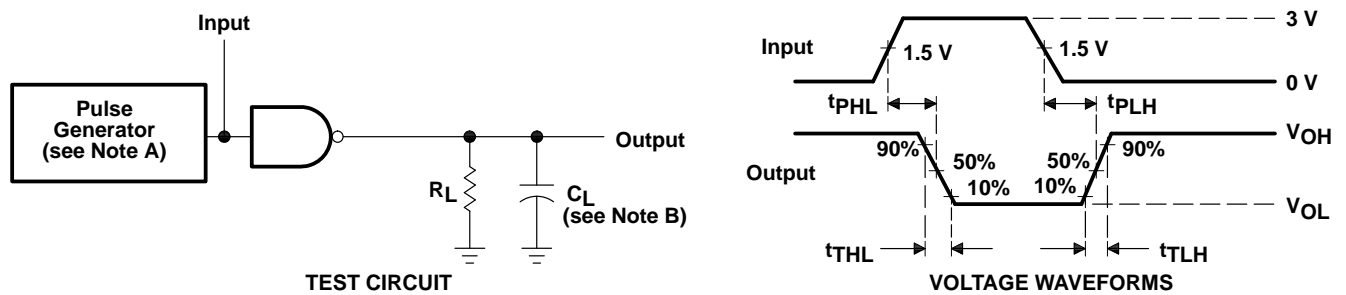 Input
Pulse
Generator
(see Note A)
Output
RL
CL
(see Note B)
TEST CIRCUIT
3 V
Input
1.5 V
1.5 V
0 V
tPHL
tPLH
VOH
90%
50%
50%
90%
Output
10%
10%
VOL
tTHL
tTLH
VOLTAGE WAVEFORMS